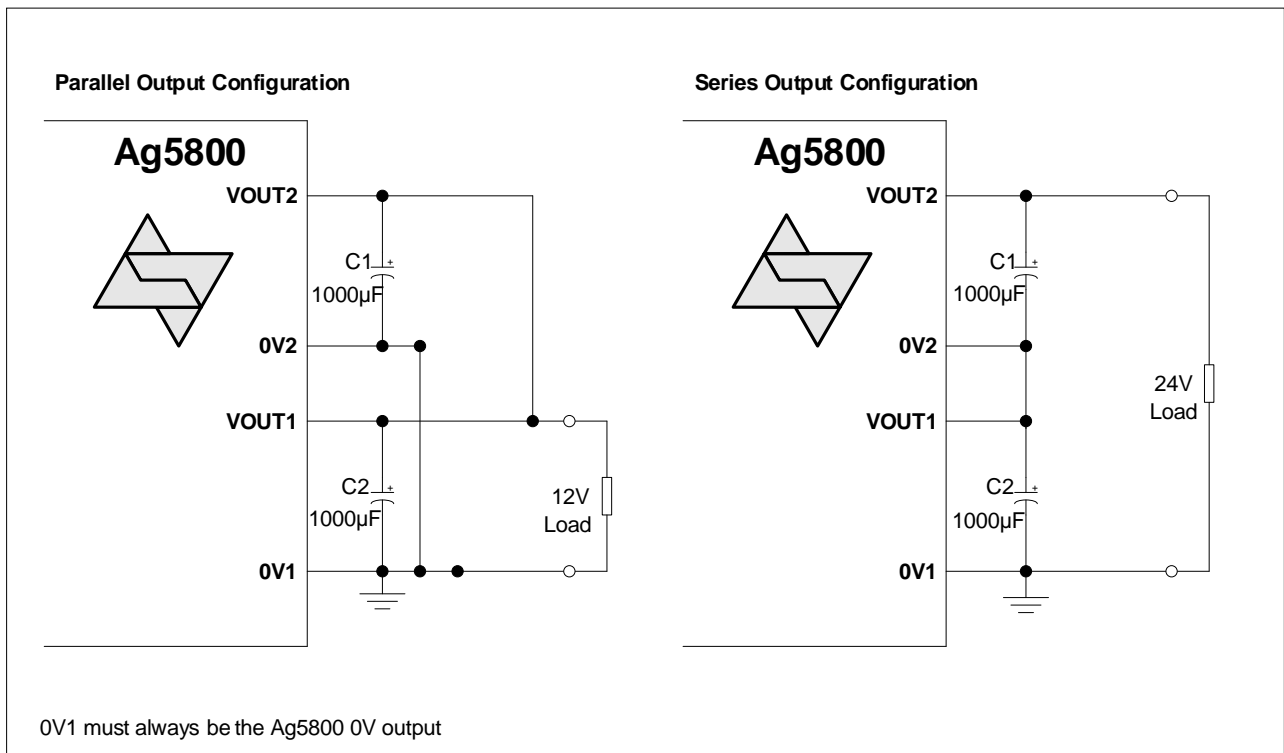 Parallel Output Configuration
Ag5800
VOUT2
C1
+
1000µF
0V2
VOUT1
C2
+
1000µF
12V
Load
0V1
Series Output Configuration
Ag5800
VOUT2
C1
+
1000µF
0V2
24V
Load
VOUT1
C2
+
1000µF
0V1
0V1 must always be the Ag5800 0V output